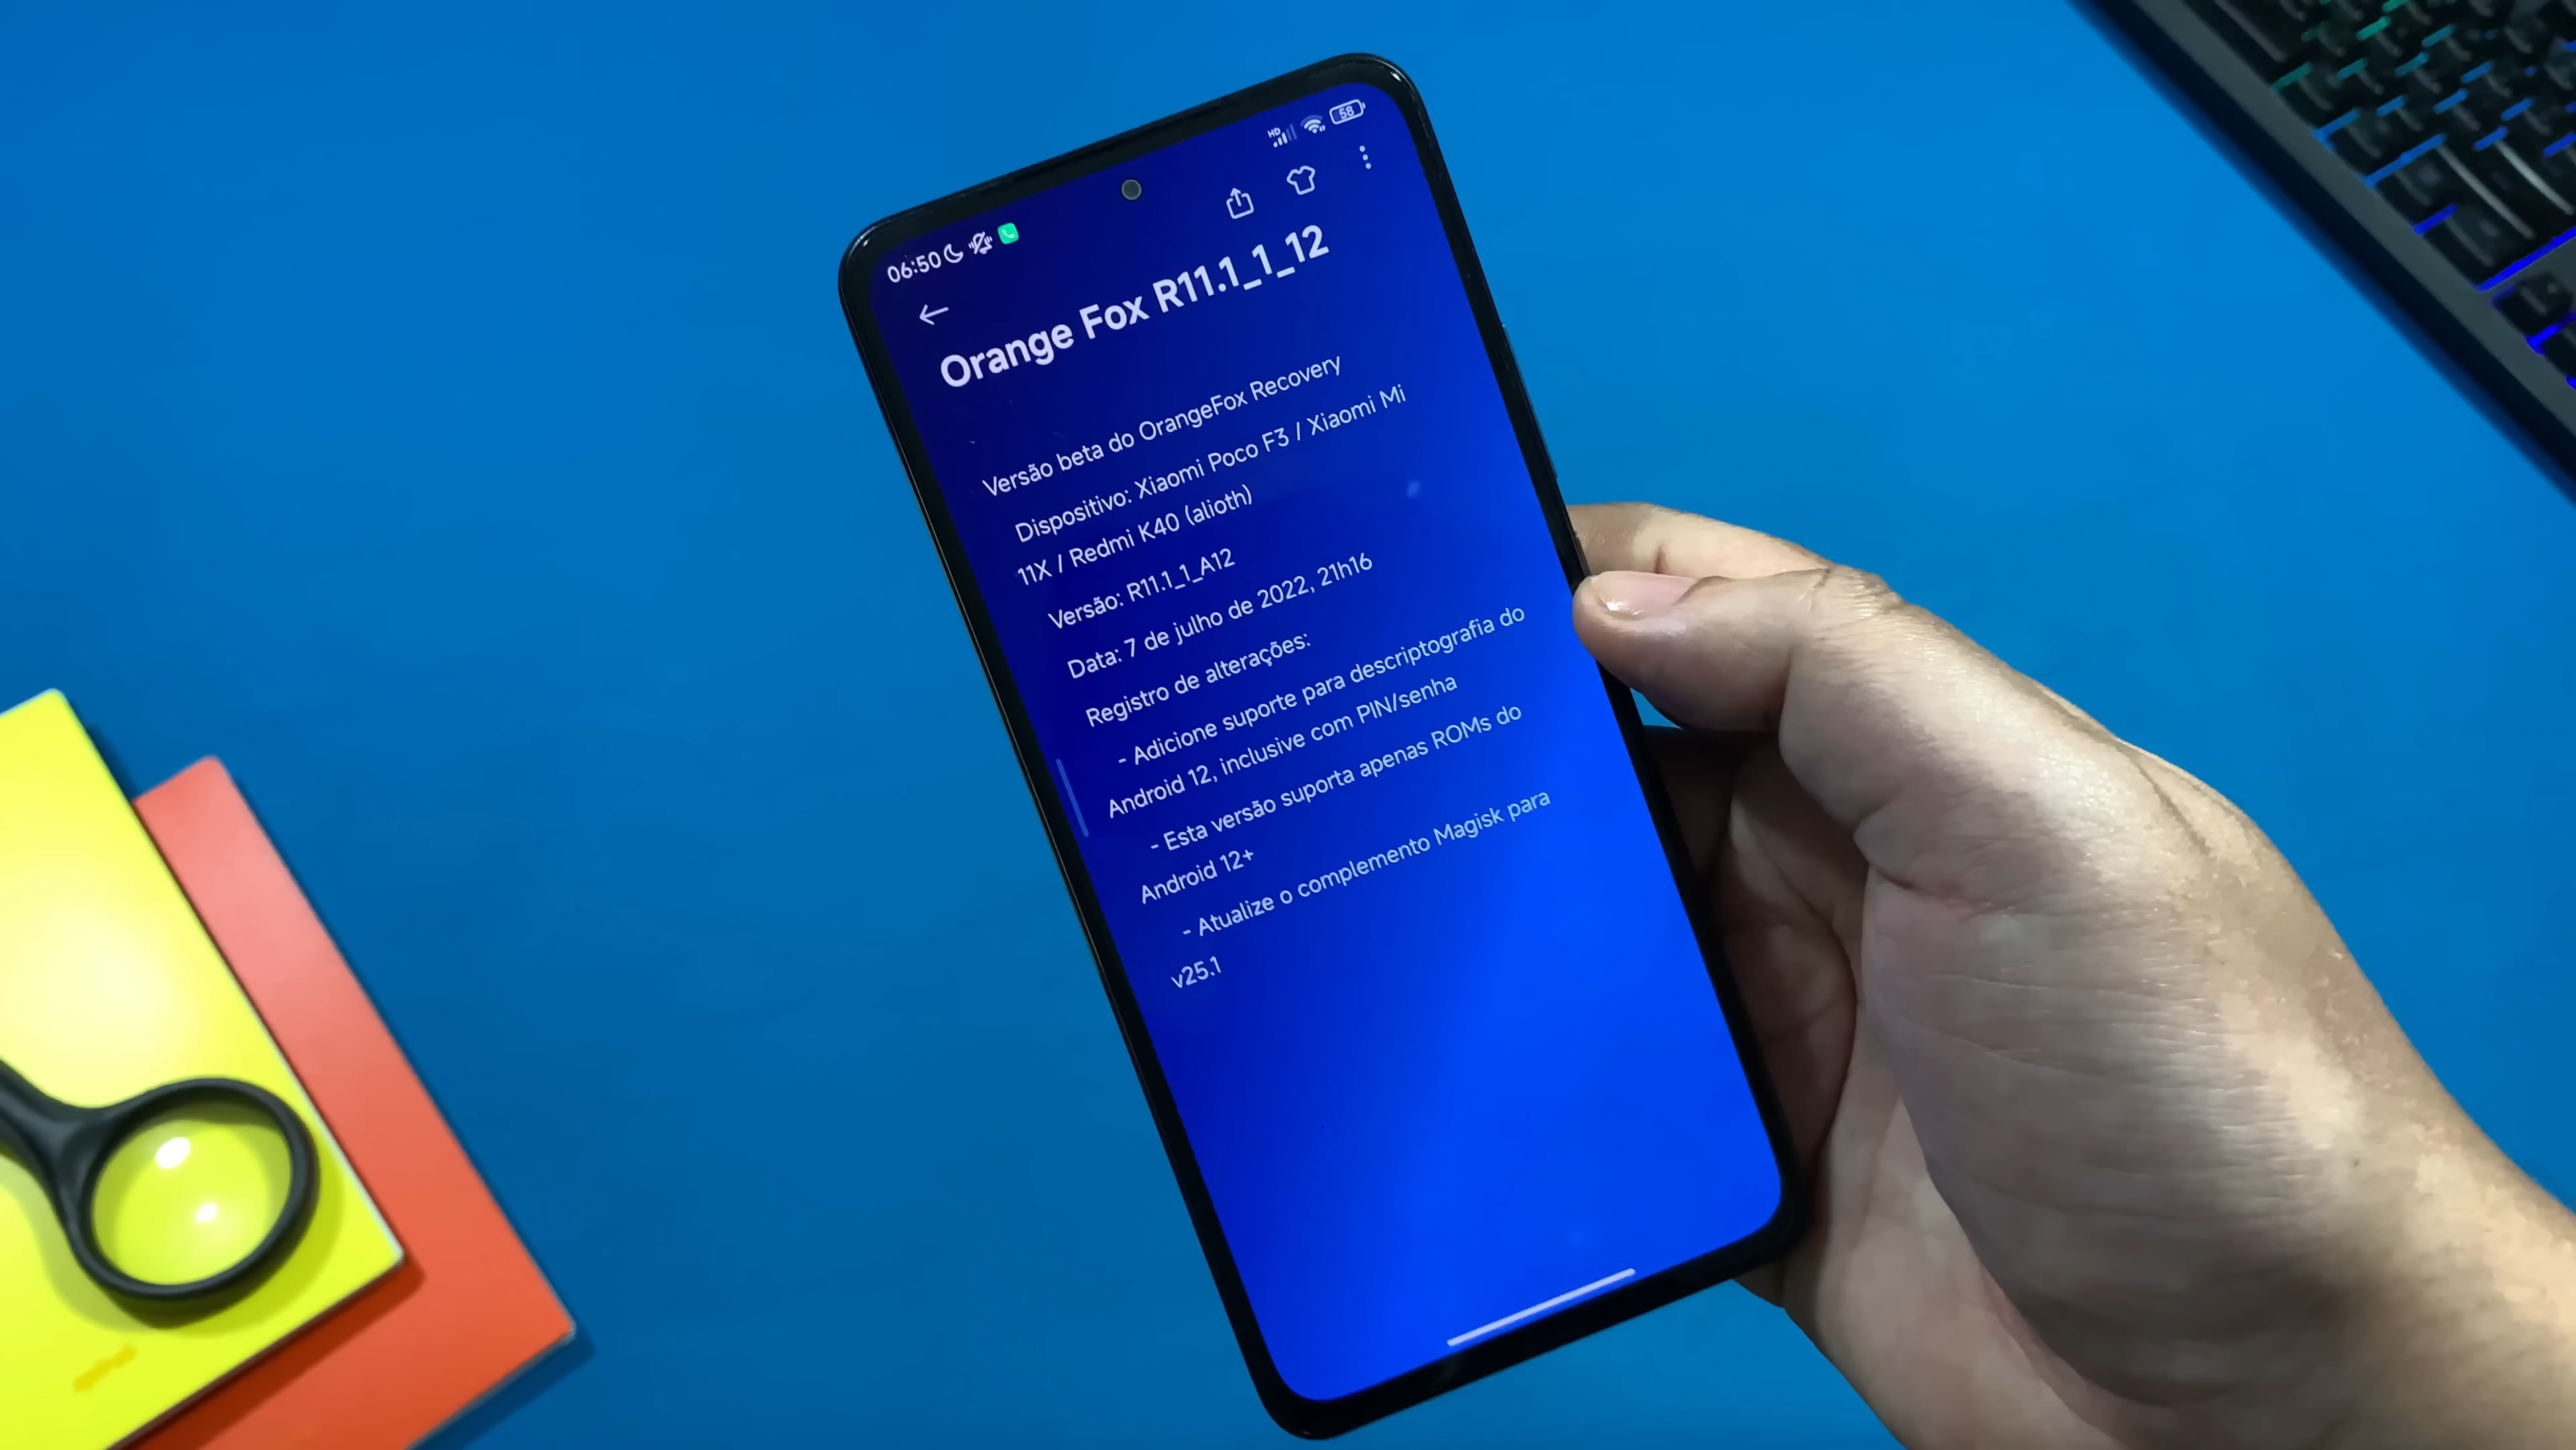 06:50
HD
58
Orange Fox R11.1_1_12
Versão beta do OrangeFox Recovery
Dispositivo: Xiaomi Poco F3 / Xiaomi Mi
11X / Redmi K40 (alioth)
Versão: R11.1_1_A12
Data: 7 de julho de 2022, 21h16
Registro de alterações:
- Adicione suporte para descriptografia do
Android 12, inclusive com PIN/senha
- Esta versão suporta apenas ROMs do
Android 12+
- Atualize o complemento Magisk para
v25.1